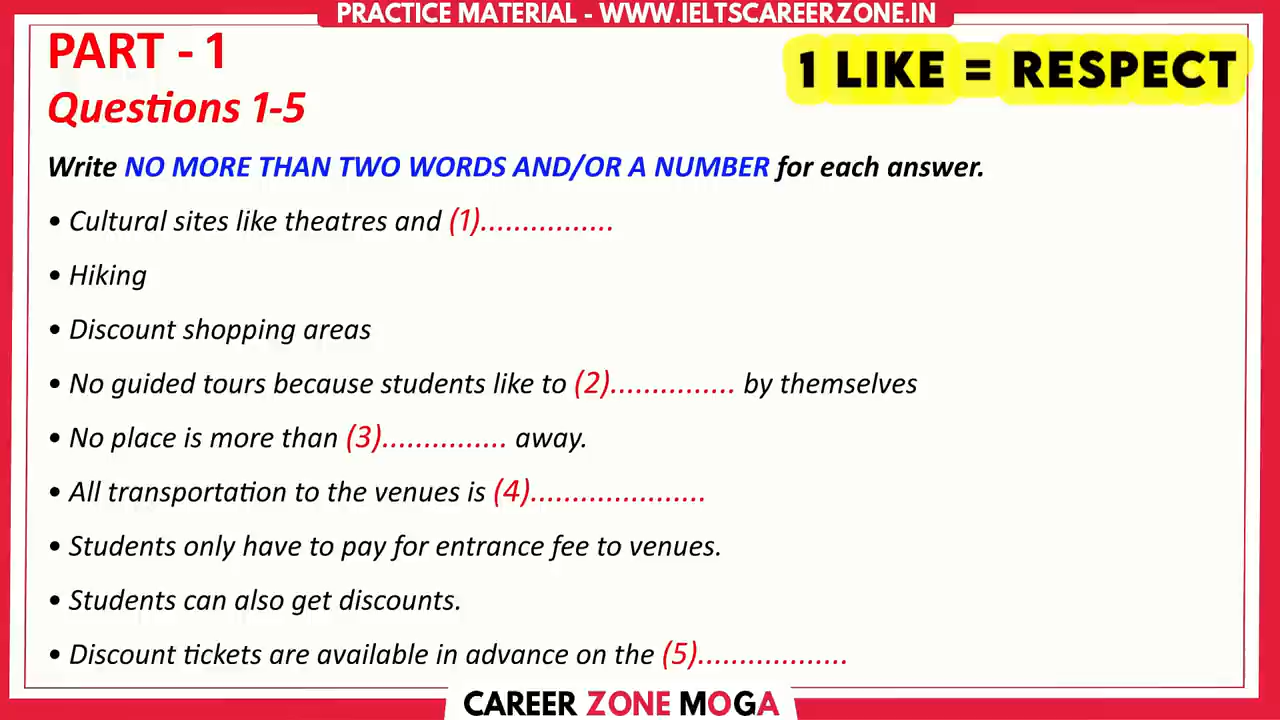 PRACTICE MATERIAL - WWW.IELTSCAREERZONE.IN
PART - 1
1 LIKE = RESPECT
Questions 1-5
Write NO MORE THAN TWO WORDS AND/OR A NUMBER for each answer.
• Cultural sites like theatres and (1)................
• Hiking
• Discount shopping areas
• No guided tours because students like to (2)............... by themselves
• No place is more than (3)............... away.
• All transportation to the venues is (4).....................
• Students only have to pay for entrance fee to venues.
• Students can also get discounts.
• Discount tickets are available in advance on the (5)..................
CAREER ZONE MOGA